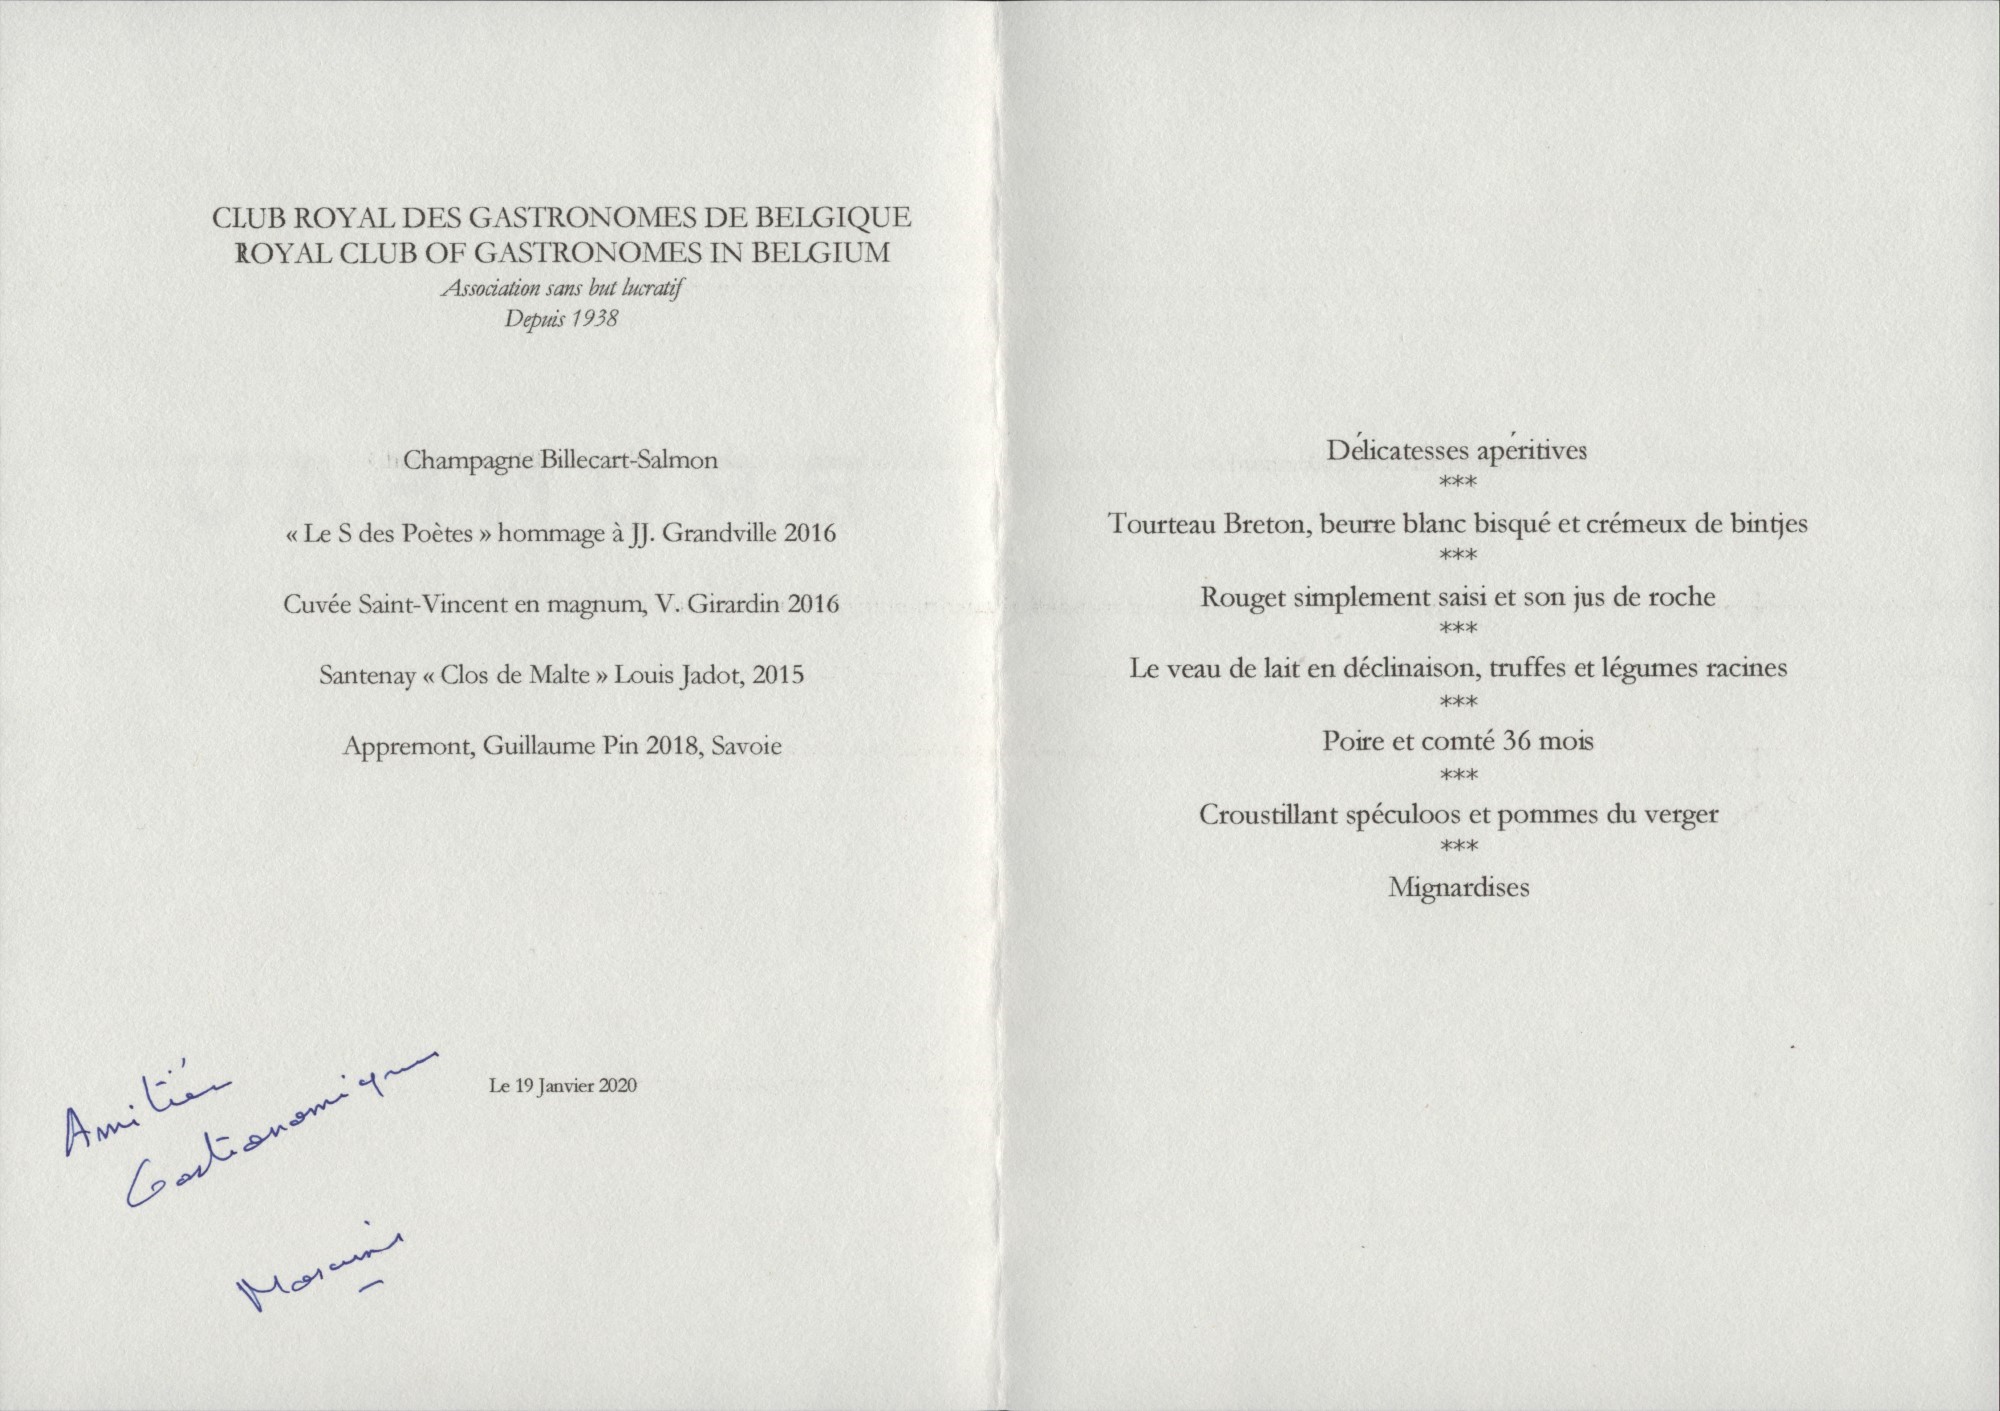 CLUB ROYAL DES GASTRONOMES DE BELGIQUE
ROYAL CLUB OF GASTRONOMES IN BELGIUM
Association sans but lucratif
Depuis 1938
Champagne Billecart-Salmon
« Le S des Poètes » hommage à JJ. Grandville 2016
Cuvée Saint-Vincent en magnum, V. Girardin 2016
Santenay « Clos de Malte » Louis Jadot, 2015
Appremont, Guillaume Pin 2018, Savoie
Le 19 Janvier 2020
Amitiés
Gastronomiques
Délicatesses apéritives
***
Tourteau Breton, beurre blanc bisqué et crémeux de bintjes
***
Rouget simplement saisi et son jus de roche
***
Le veau de lait en déclinaison, truffes et légumes racines
***
Poire et comté 36 mois
***
Croustillant spéculoos et pommes du verger
***
Mignardises